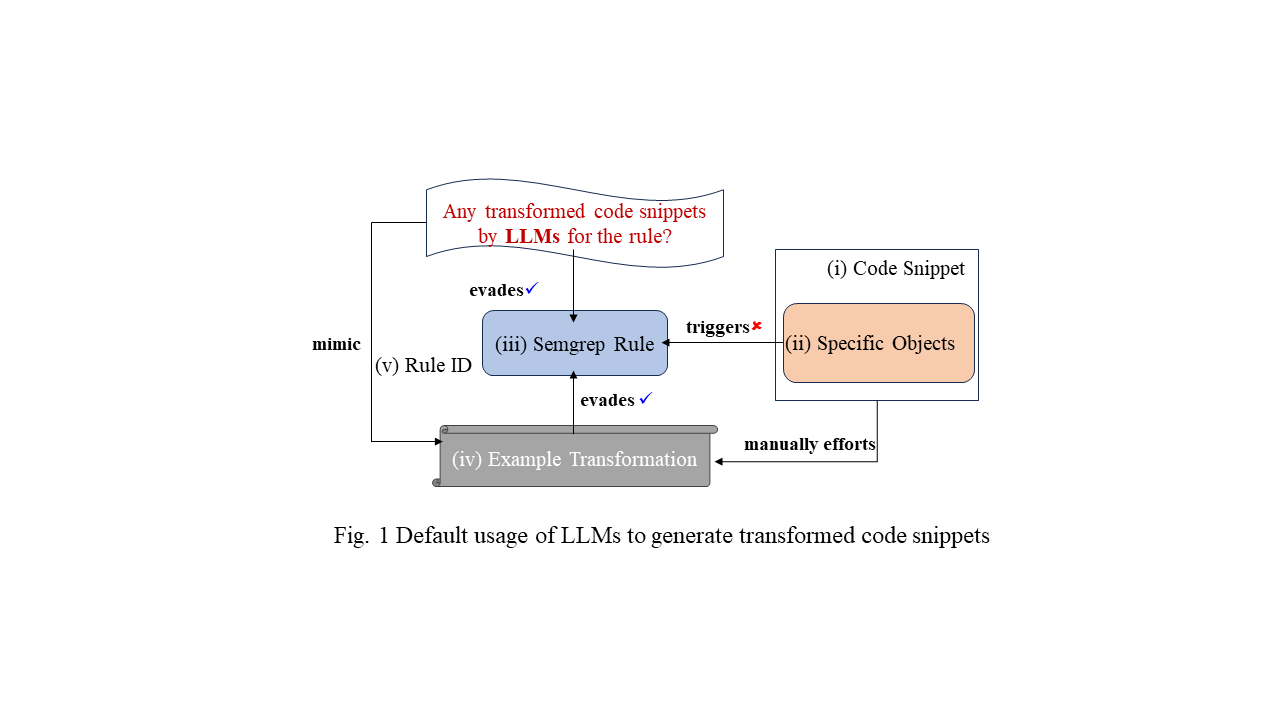 Any transformed code snippets
by LLMs for the rule?
(i) Code Snippet
evades✓
triggers✘
(iii) Semgrep Rule
(ii) Specific Objects
mimic
(v) Rule ID
evades ✓
manually efforts
(iv) Example Transformation
Fig. 1 Default usage of LLMs to generate transformed code snippets